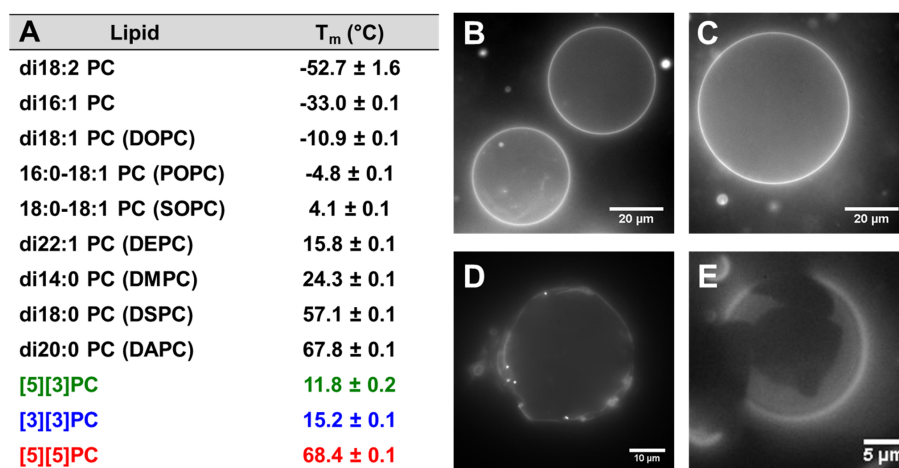 A Lipid Tm (°C)
di18:2 PC -52.7 ± 1.6
di16:1 PC -33.0 ± 0.1
di18:1 PC (DOPC) -10.9 ± 0.1
16:0-18:1 PC (POPC) -4.8 ± 0.1
18:0-18:1 PC (SOPC) 4.1 ± 0.1
di22:1 PC (DEPC) 15.8 ± 0.1
di14:0 PC (DMPC) 24.3 ± 0.1
di18:0 PC (DSPC) 57.1 ± 0.1
di20:0 PC (DAPC) 67.8 ± 0.1
[5][3]PC 11.8 ± 0.2
[3][3]PC 15.2 ± 0.1
[5][5]PC 68.4 ± 0.1
B
20 µm
C
20 µm
D
10 µm
E
5 µm